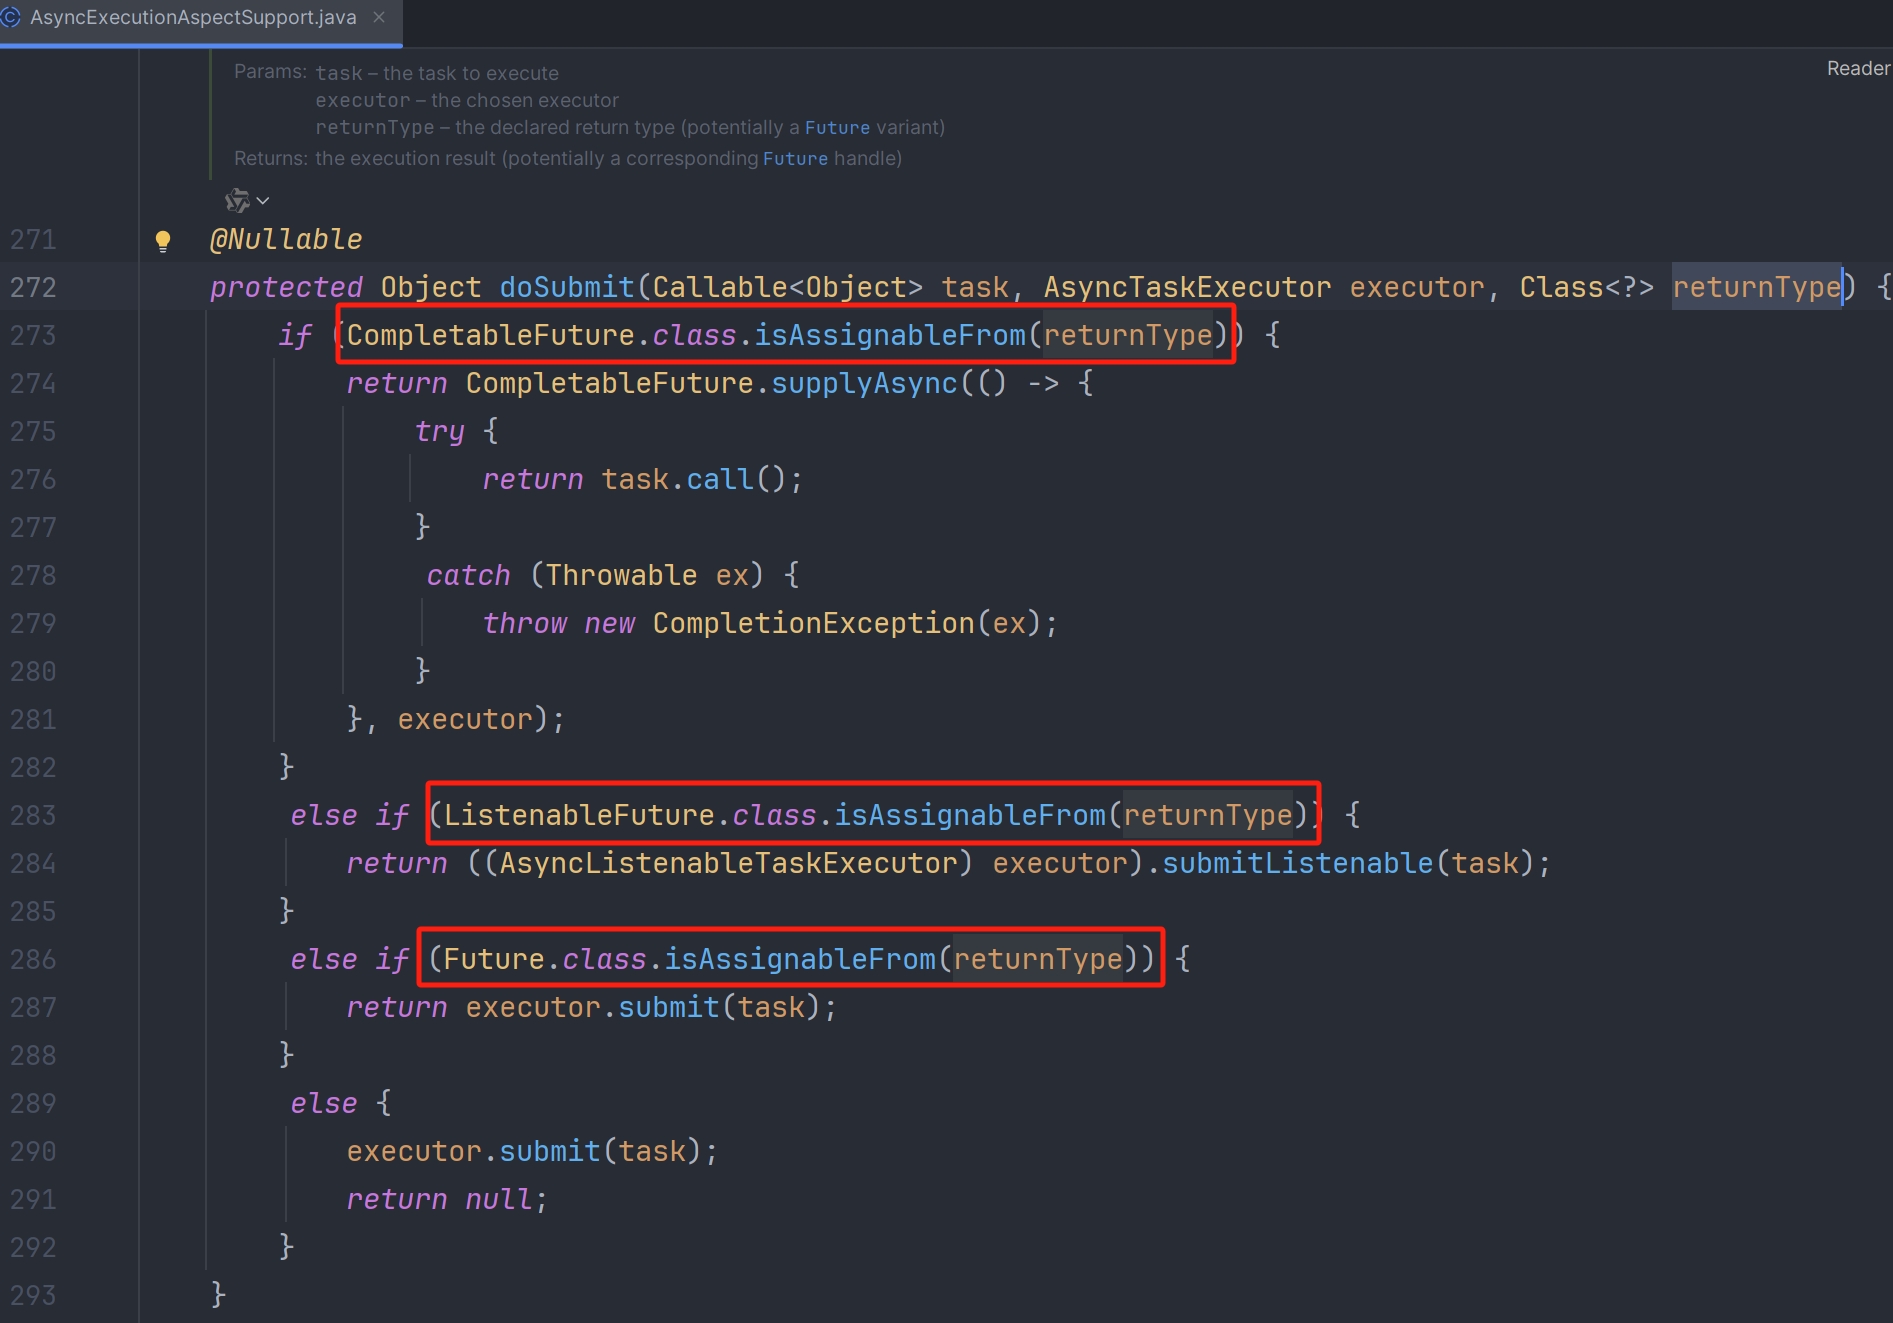 AsyncExecutionAspectSupport.java ×
Reader
Params: task – the task to execute
executor – the chosen executor
returnType – the declared return type (potentially a Future variant)
Returns: the execution result (potentially a corresponding Future handle)
271 @Nullable
272 protected Object doSubmit(Callable<Object> task, AsyncTaskExecutor executor, Class<?> returnType) {
273 if (CompletableFuture.class.isAssignableFrom(returnType)) {
274 return CompletableFuture.supplyAsync(() -> {
275 try {
276 return task.call();
277 }
278 catch (Throwable ex) {
279 throw new CompletionException(ex);
280 }
281 }, executor);
282 }
283 else if (ListenableFuture.class.isAssignableFrom(returnType)) {
284 return ((AsyncListenableTaskExecutor) executor).submitListenable(task);
285 }
286 else if (Future.class.isAssignableFrom(returnType)) {
287 return executor.submit(task);
288 }
289 else {
290 executor.submit(task);
291 return null;
292 }
293 }